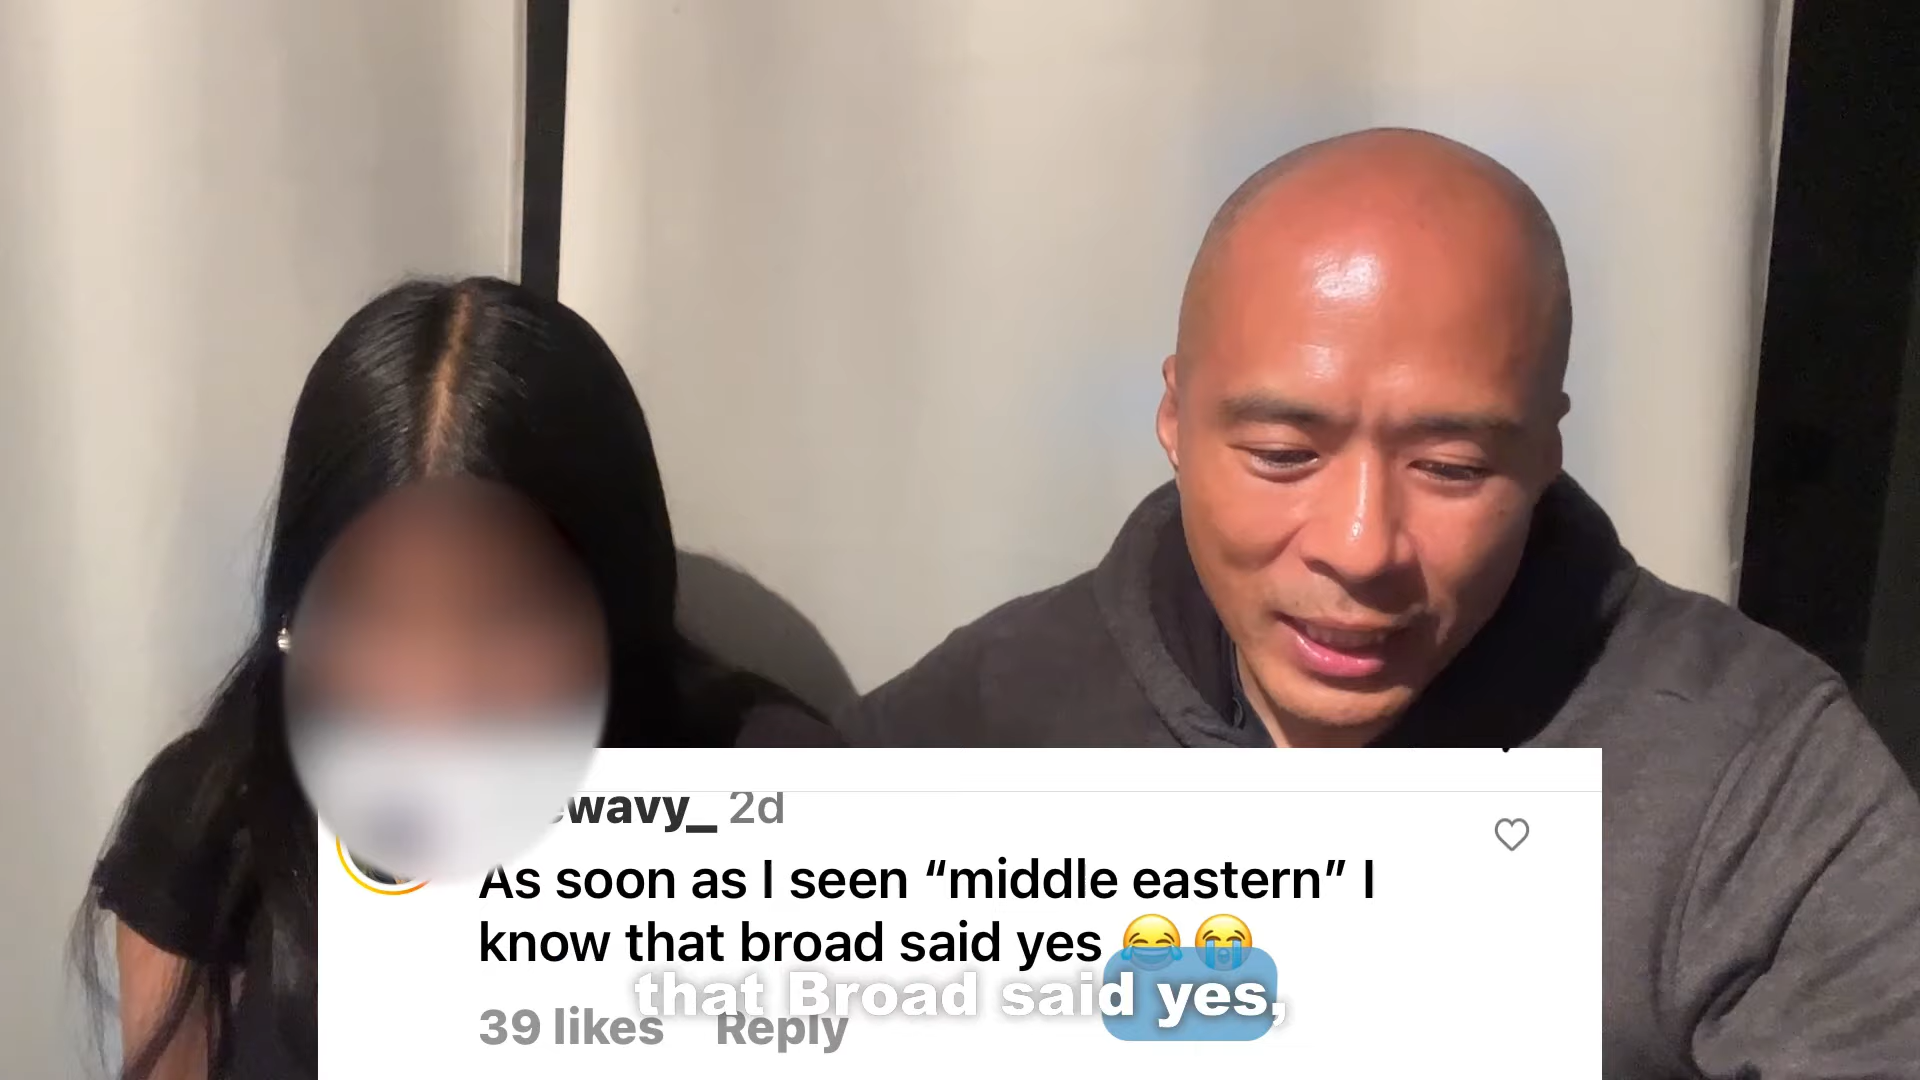 wavy_ 2d
As soon as I seen “middle eastern” I
know that broad said yes 😂 😭
that Broad said yes,
39 likes Reply